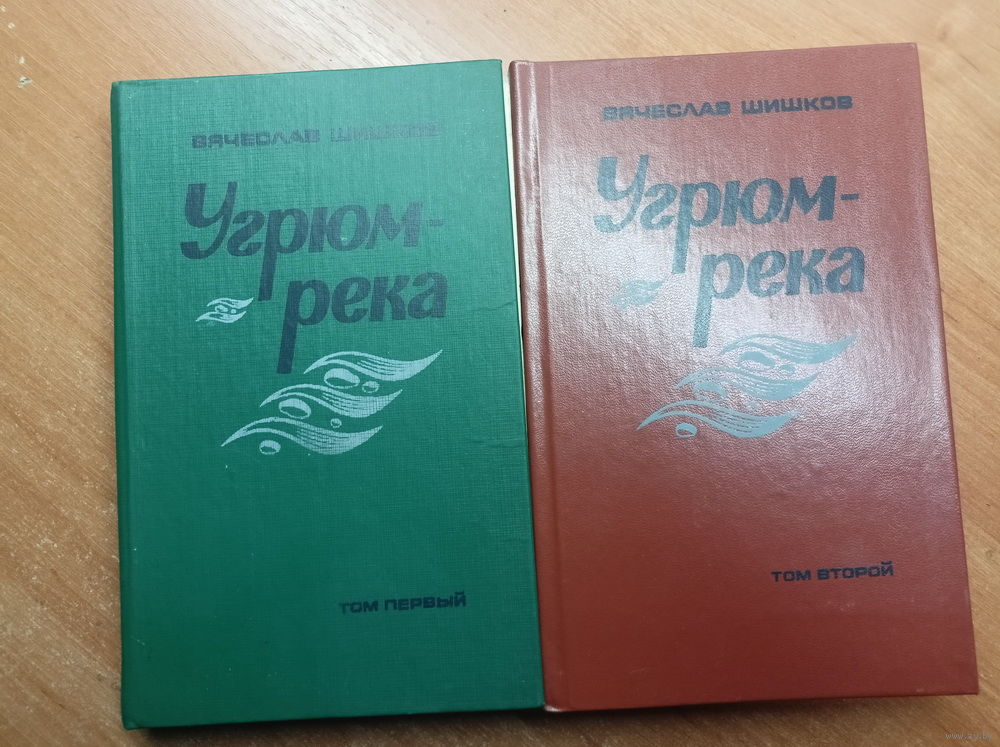 ВЯЧЕСЛАВ ШИШКОВ
Угрюм-
река
ТОМ ПЕРВЫЙ
ВЯЧЕСЛАВ ШИШКОВ
Угрюм-
река
ТОМ ВТОРОЙ